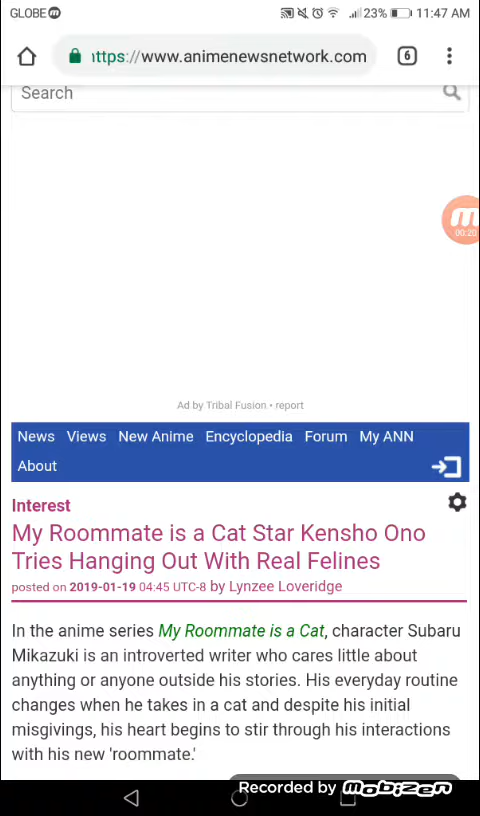 GLOBE 23% 11:47 AM
ttps://www.animenewsnetwork.com 6
Search
00:20
Ad by Tribal Fusion • report
News Views New Anime Encyclopedia Forum My ANN
About
Interest
My Roommate is a Cat Star Kensho Ono
Tries Hanging Out With Real Felines
posted on 2019-01-19 04:45 UTC-8 by Lynzee Loveridge
In the anime series My Roommate is a Cat, character Subaru
Mikazuki is an introverted writer who cares little about
anything or anyone outside his stories. His everyday routine
changes when he takes in a cat and despite his initial
misgivings, his heart begins to stir through his interactions
with his new 'roommate.'
Recorded by mobizen